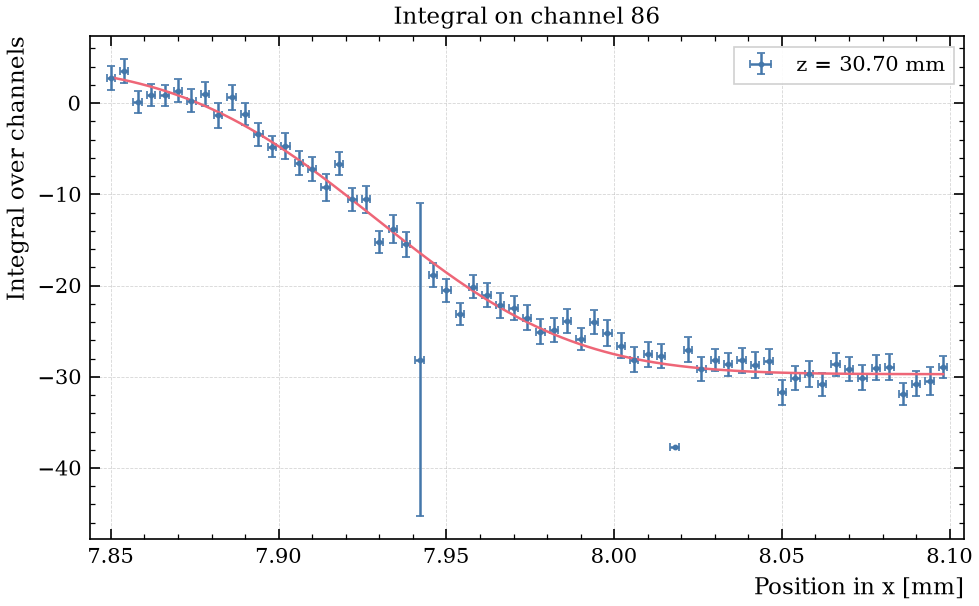 Integral on channel 86
Integral over channels
z = 30.70 mm
0
−10
−20
−30
−40
7.85 7.90 7.95 8.00 8.05 8.10
Position in x [mm]